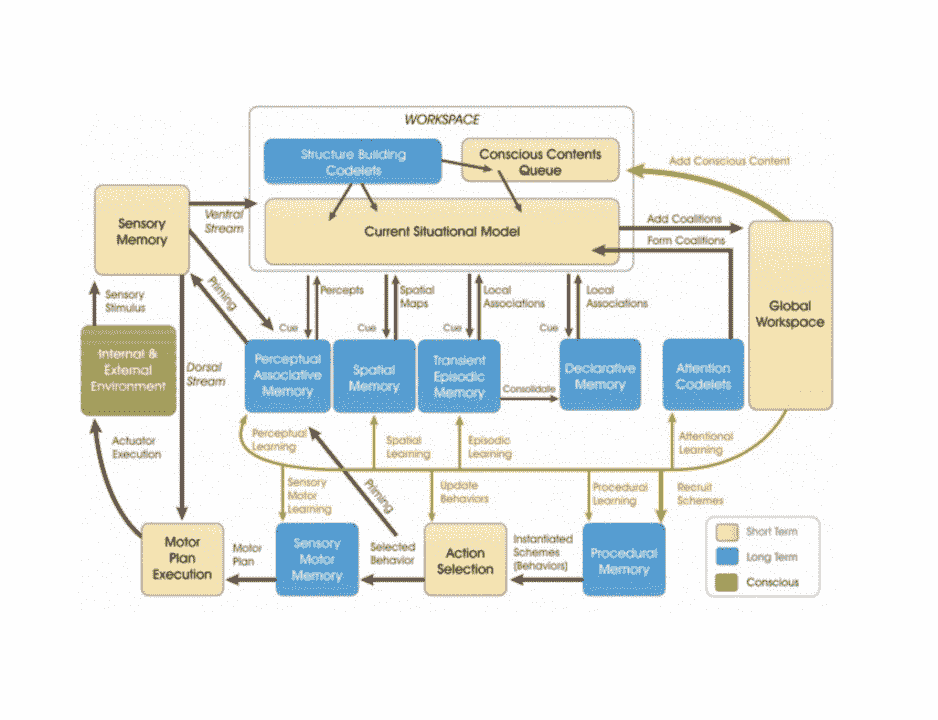 WORKSPACE
Structure Building
Codelets
Conscious Contents
Queue
Add Conscious Content
Sensory
Memory
Ventral
Stream
Current Situational Model
Add Coalitions
Form Coalitions
Priming
Sensory
Stimulus
Percepts
Spatial
Maps
Local
Associations
Local
Associations
Global
Workspace
Cue
Cue
Cue
Cue
Internal &
External
Environment
Dorsal
Stream
Perceptual
Associative
Memory
Spatial
Memory
Transient
Episodic
Memory
Consolidate
Declarative
Memory
Attention
Codelets
Actuator
Execution
Perceptual
Learning
Spatial
Learning
Episodic
Learning
Attentional
Learning
Sensory
Motor
Learning
Priming
Update
Behaviors
Procedural
Learning
Recruit
Schemes
Motor
Plan
Execution
Motor
Plan
Sensory
Motor
Memory
Selected
Behavior
Action
Selection
Instantiated
Schemes
(Behaviors)
Procedural
Memory
Short Term
Long Term
Conscious